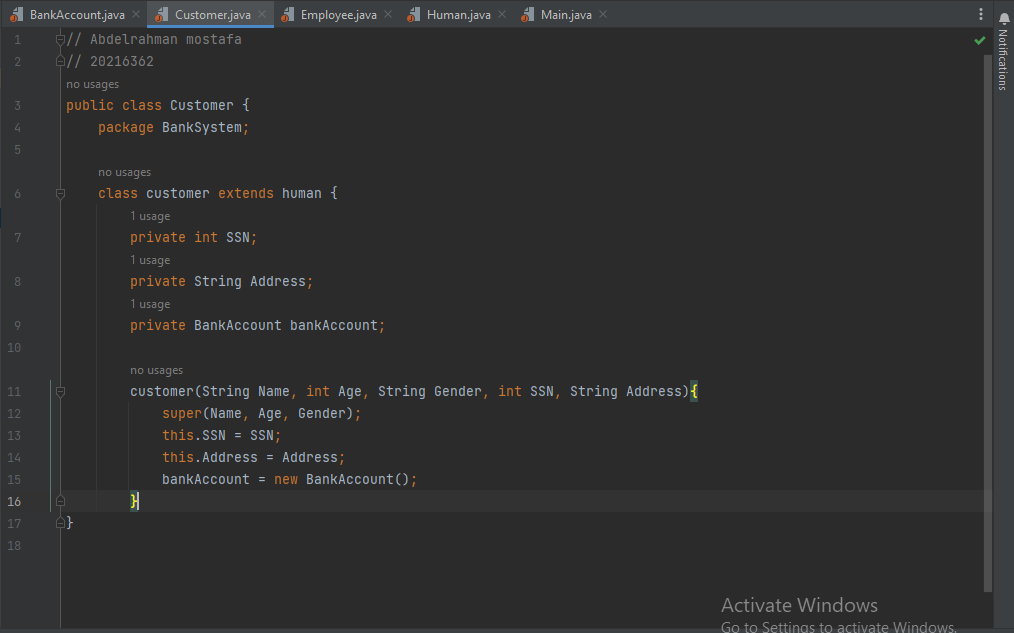 BankAccount.java Customer.java Employee.java Human.java Main.java
Notifications
1 // Abdelrahman mostafa
2 // 20216362
no usages
3 public class Customer {
4 package BankSystem;
5
no usages
6 class customer extends human {
1 usage
7 private int SSN;
1 usage
8 private String Address;
1 usage
9 private BankAccount bankAccount;
10
no usages
11 customer(String Name, int Age, String Gender, int SSN, String Address){
12 super(Name, Age, Gender);
13 this.SSN = SSN;
14 this.Address = Address;
15 bankAccount = new BankAccount();
16 }
17 }
18
Activate Windows
Go to Settings to activate Windows.